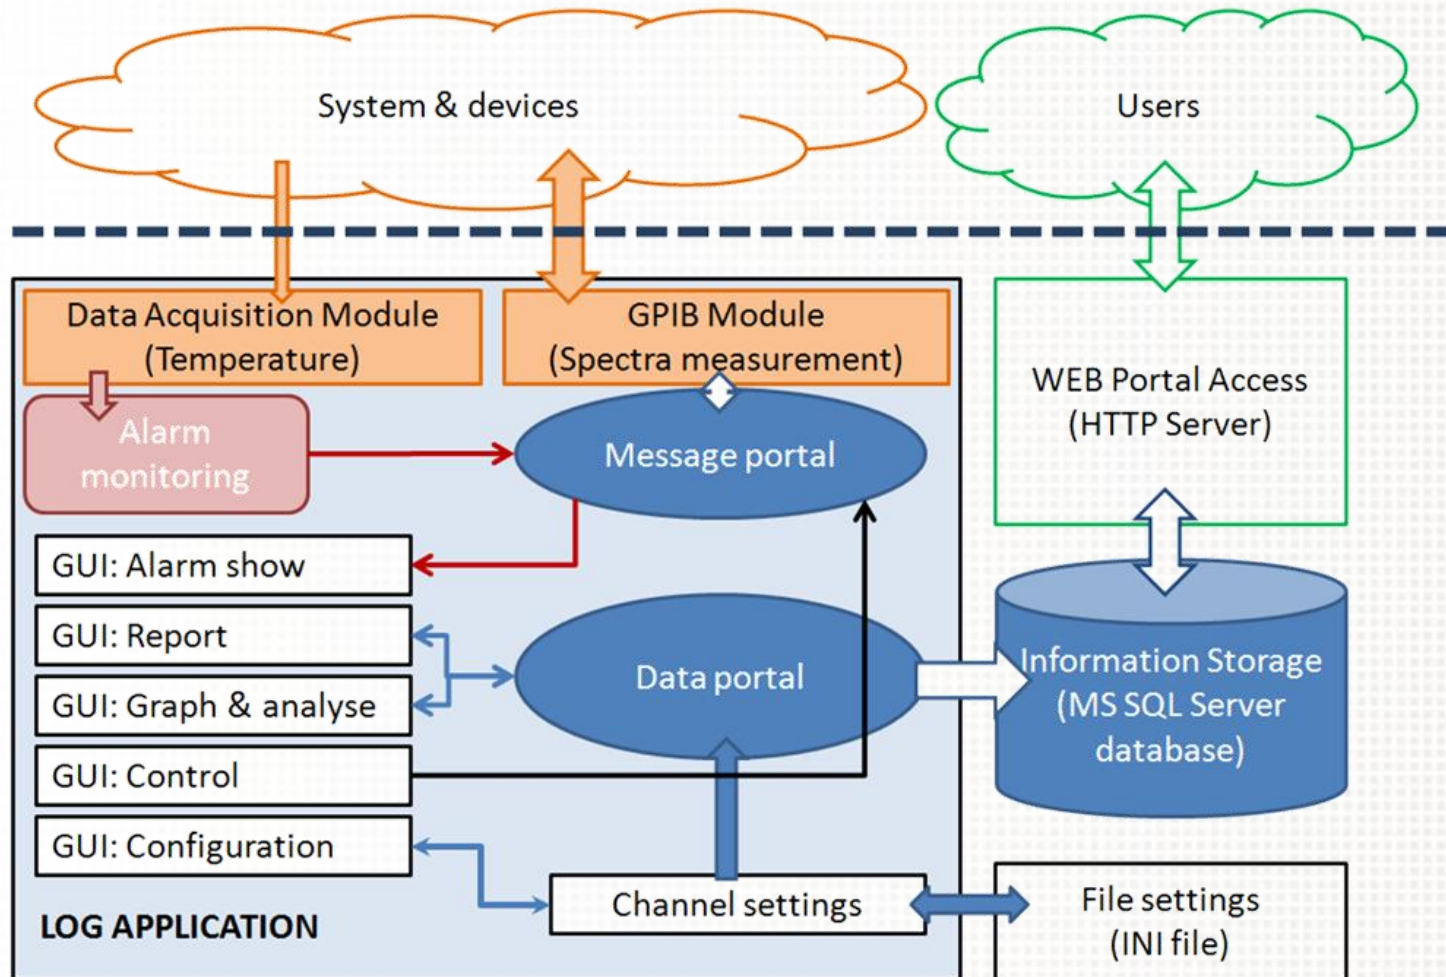 System & devices
Users
Data Acquisition Module
(Temperature)
GPIB Module
(Spectra measurement)
WEB Portal Access
(HTTP Server)
Alarm
monitoring
Message portal
GUI: Alarm show
GUI: Report
GUI: Graph & analyse
GUI: Control
GUI: Configuration
Data portal
Information Storage
(MS SQL Server
database)
Channel settings
File settings
(INI file)
LOG APPLICATION